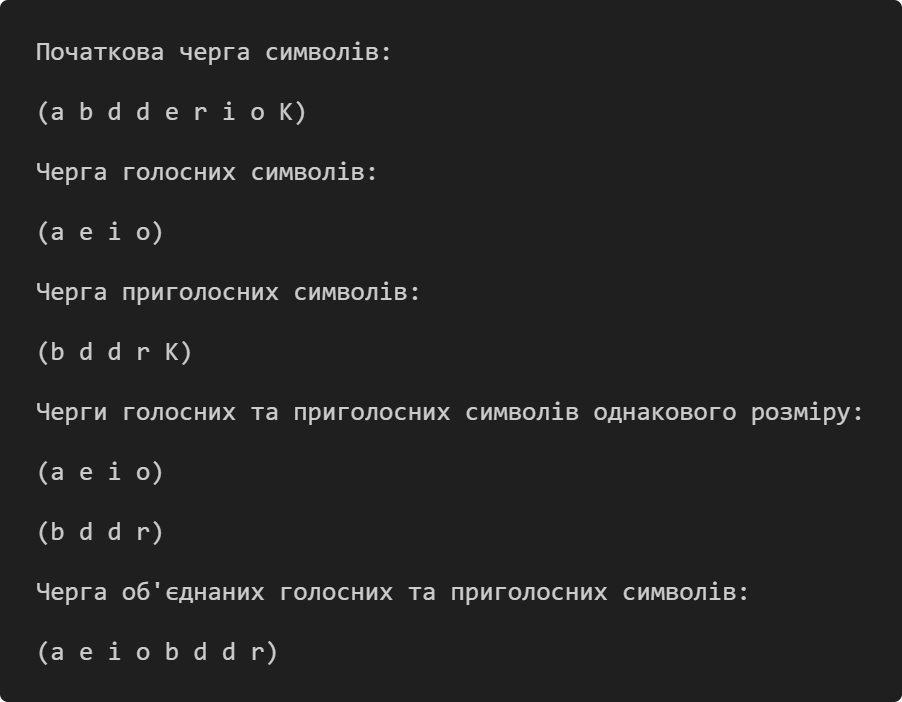 Початкова черга символів:
(a b d d e r i o K)
Черга голосних символів:
(a e i o)
Черга приголосних символів:
(b d d r K)
Черги голосних та приголосних символів однакового розміру:
(a e i o)
(b d d r)
Черга об'єднаних голосних та приголосних символів:
(a e i o b d d r)